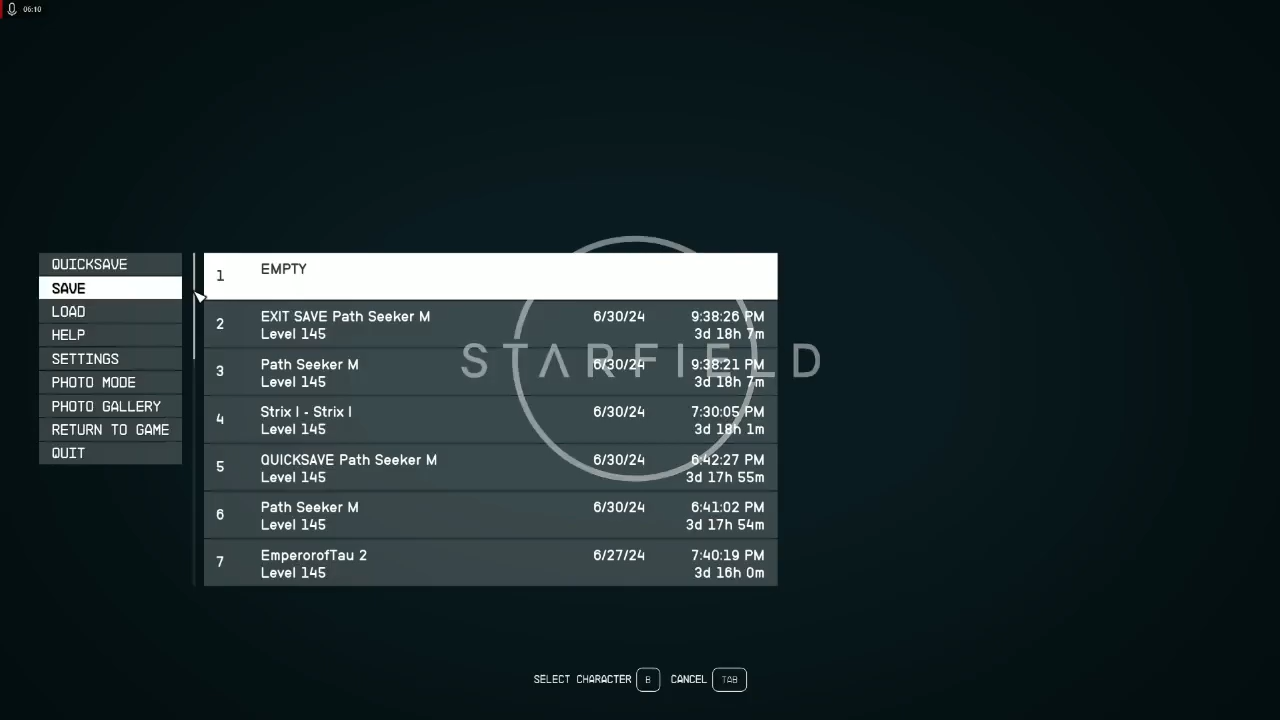 06:10
QUICKSAVE
SAVE
LOAD
HELP
SETTINGS
PHOTO MODE
PHOTO GALLERY
RETURN TO GAME
QUIT
1 EMPTY
2 EXIT SAVE Path Seeker M 6/30/24 9:38:26 PM
Level 145 3d 18h 7m
3 Path Seeker M 6/30/24 9:38:21 PM
Level 145 3d 18h 7m
4 Strix I - Strix I 6/30/24 7:30:05 PM
Level 145 3d 18h 1m
5 QUICKSAVE Path Seeker M 6/30/24 6:42:27 PM
Level 145 3d 17h 55m
6 Path Seeker M 6/30/24 6:41:02 PM
Level 145 3d 17h 54m
7 EmperorofTau 2 6/27/24 7:40:19 PM
Level 145 3d 16h 0m
STARFIELD
SELECT CHARACTER B CANCEL TAB